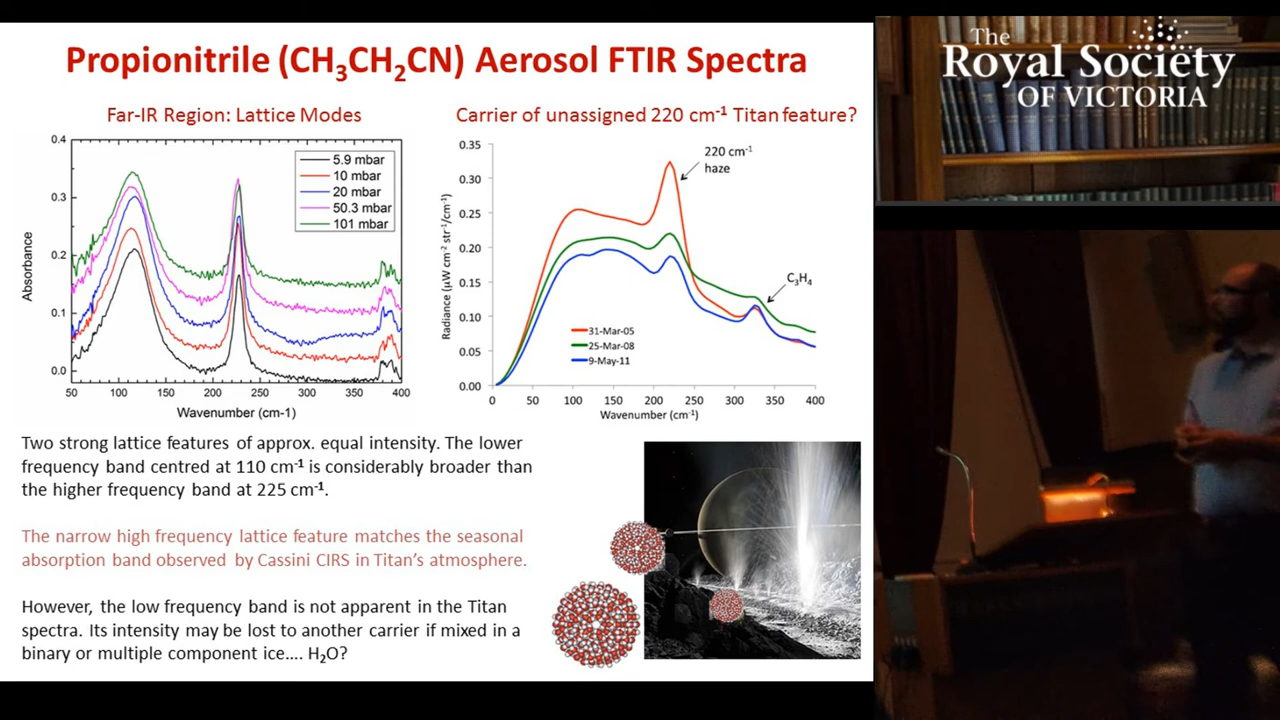 Propionitrile (CH₃CH₂CN) Aerosol FTIR Spectra
Far-IR Region: Lattice Modes
0.4
0.3
0.2
0.1
0.0
Absorbance
5.9 mbar
10 mbar
20 mbar
50.3 mbar
101 mbar
50 100 150 200 250 300 350 400
Wavenumber (cm-1)
Carrier of unassigned 220 cm⁻¹ Titan feature?
0.35
0.30
0.25
0.20
0.15
0.10
0.05
0.00
Radiance (µW cm⁻² str⁻¹/cm⁻¹)
220 cm⁻¹
haze
C₃H₄
31-Mar-05
25-Mar-08
9-May-11
0 50 100 150 200 250 300 350 400
Wavenumber (cm⁻¹)
Two strong lattice features of approx. equal intensity. The lower
frequency band centred at 110 cm⁻¹ is considerably broader than
the higher frequency band at 225 cm⁻¹.
The narrow high frequency lattice feature matches the seasonal
absorption band observed by Cassini CIRS in Titan's atmosphere.
However, the low frequency band is not apparent in the Titan
spectra. Its intensity may be lost to another carrier if mixed in a
binary or multiple component ice.... H₂O?
The
Royal Society
OF VICTORIA